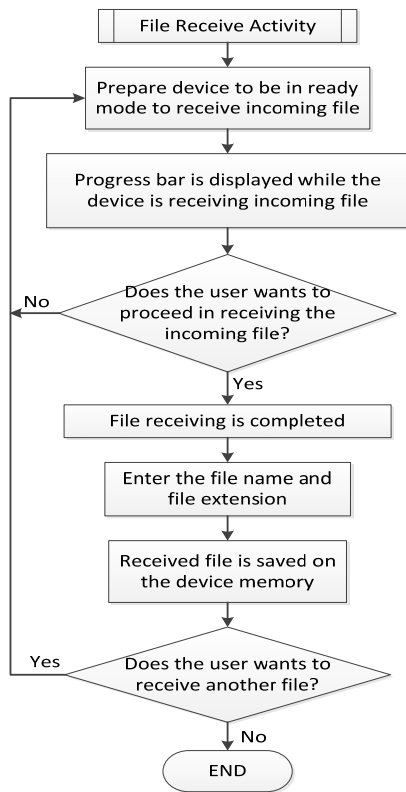 File Receive Activity
Prepare device to be in ready
mode to receive incoming file
Progress bar is displayed while the
device is receiving incoming file
Does the user wants to
proceed in receiving the
incoming file?
No
Yes
File receiving is completed
Enter the file name and
file extension
Received file is saved on
the device memory
Does the user wants to
receive another file?
Yes
No
END